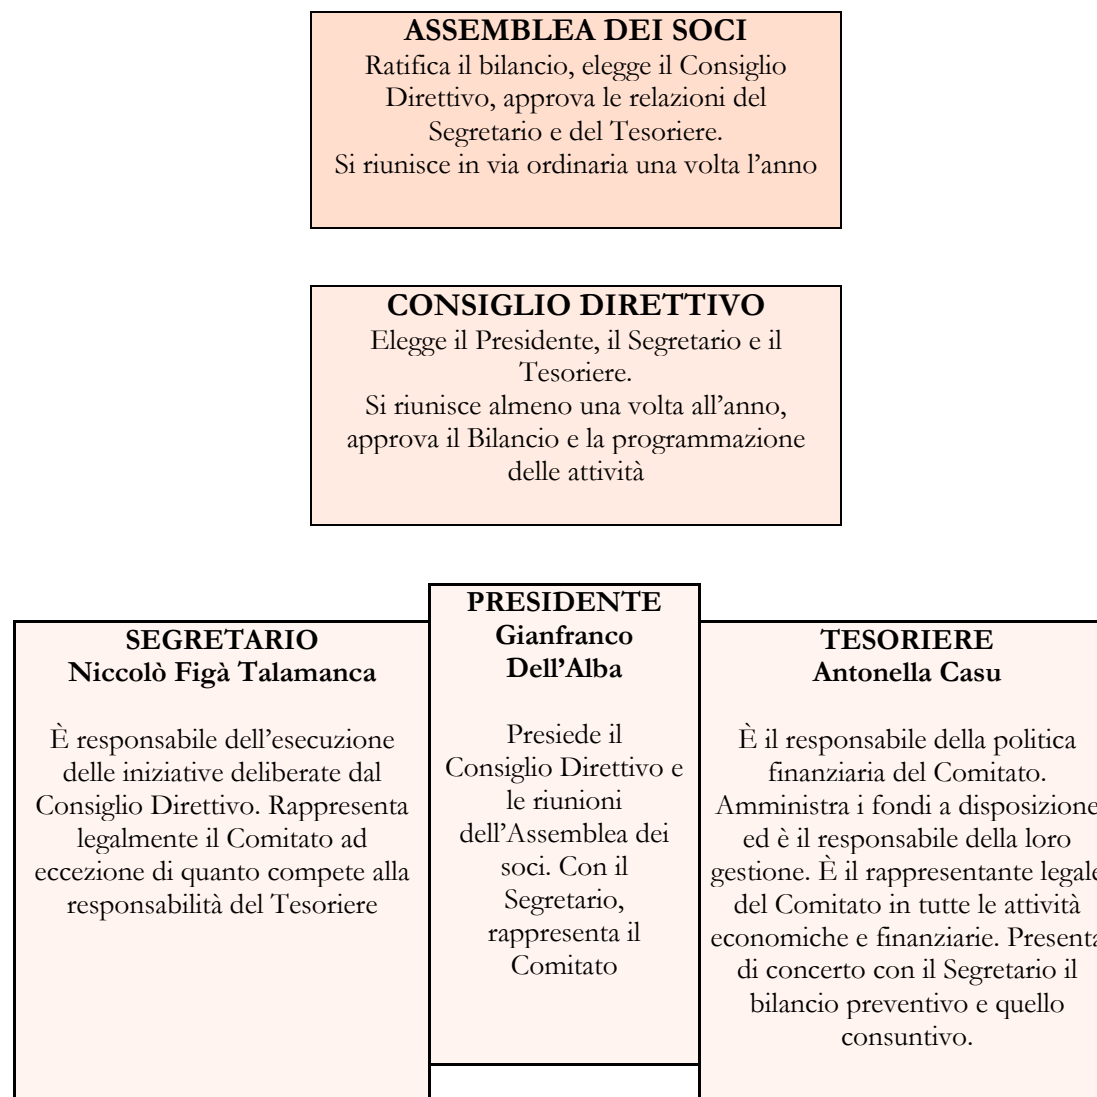 ASSEMBLEA DEI SOCI
Ratifica il bilancio, elegge il Consiglio
Direttivo, approva le relazioni del
Segretario e del Tesoriere.
Si riunisce in via ordinaria una volta l’anno
CONSIGLIO DIRETTIVO
Elegge il Presidente, il Segretario e il
Tesoriere.
Si riunisce almeno una volta all’anno,
approva il Bilancio e la programmazione
delle attività
SEGRETARIO
Niccolò Figà Talamanca
È responsabile dell’esecuzione
delle iniziative deliberate dal
Consiglio Direttivo. Rappresenta
legalmente il Comitato ad
eccezione di quanto compete alla
responsabilità del Tesoriere
PRESIDENTE
Gianfranco
Dell’Alba
Presiede il
Consiglio Direttivo e
le riunioni
dell’Assemblea dei
soci. Con il
Segretario,
rappresenta il
Comitato
TESORIERE
Antonella Casu
È il responsabile della politica
finanziaria del Comitato.
Amministra i fondi a disposizione
ed è il responsabile della loro
gestione. È il rappresentante legale
del Comitato in tutte le attività
economiche e finanziarie. Presenta
di concerto con il Segretario il
bilancio preventivo e quello
consuntivo.